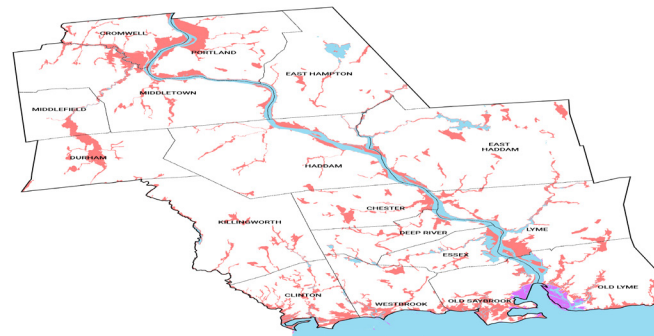 CROMWELL
PORTLAND
EAST HAMPTON
MIDDLETOWN
MIDDLEFIELD
DURHAM
EAST
HADDAM
HADDAM
CHESTER
KILLINGWORTH
DEEP RIVER
LYME
ESSEX
OLD LYME
CLINTON
WESTBROOK
OLD SAYBROOK